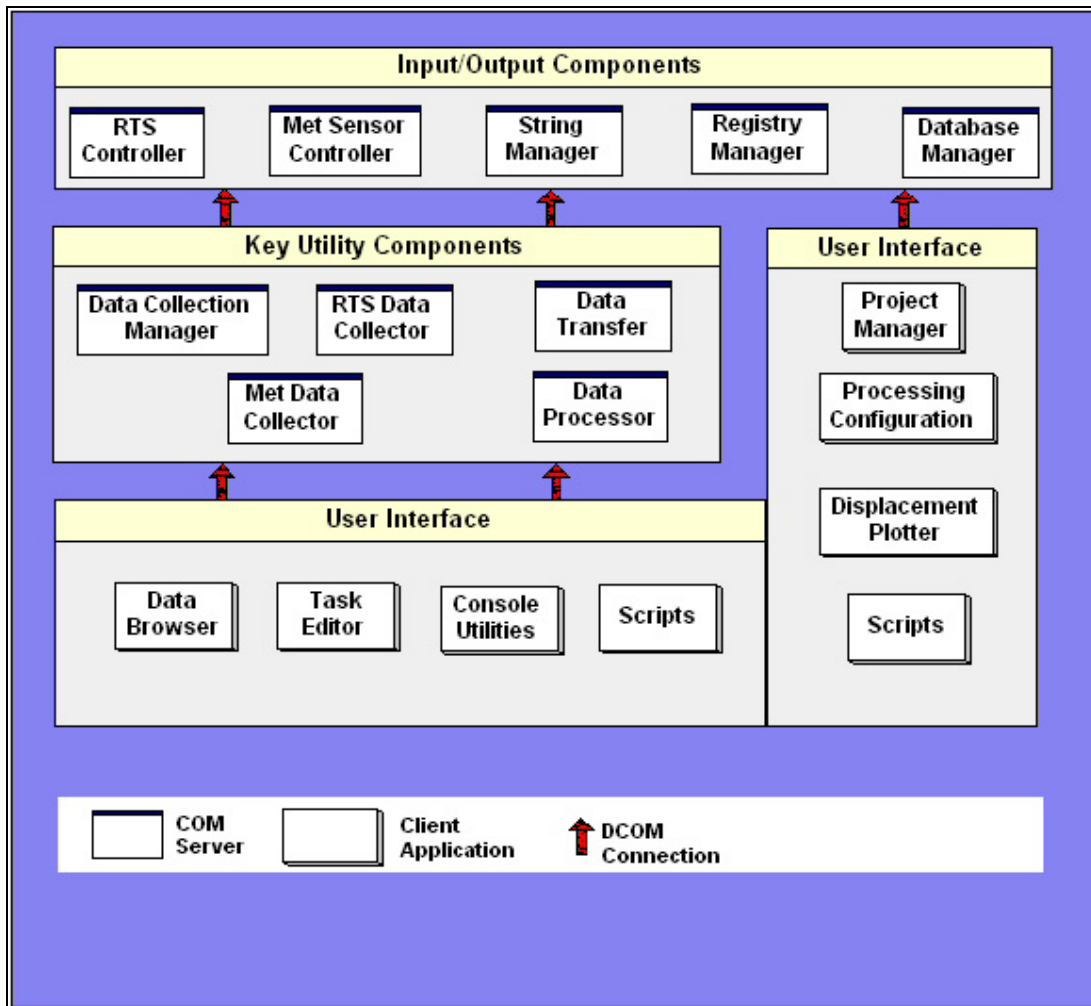 Input/Output Components
RTS
Controller
Met Sensor
Controller
String
Manager
Registry
Manager
Database
Manager
Key Utility Components
Data Collection
Manager
RTS Data
Collector
Data
Transfer
Met Data
Collector
Data
Processor
User Interface
Project
Manager
Processing
Configuration
Displacement
Plotter
Scripts
User Interface
Data
Browser
Task
Editor
Console
Utilities
Scripts
COM
Server
Client
Application
DCOM
Connection